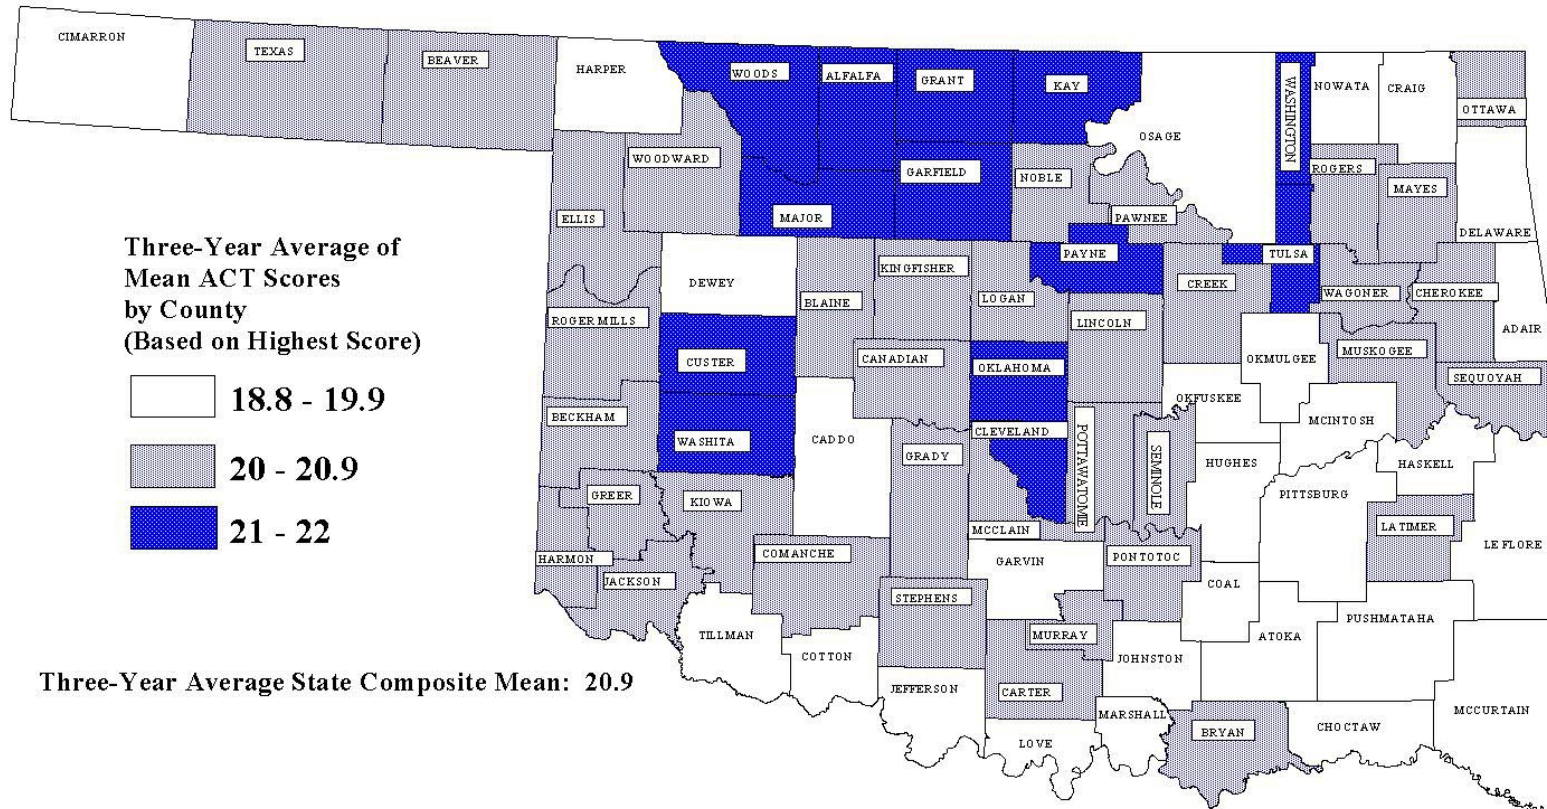 CIMARRON
TEXAS
BEAVER
HARPER
WOODS
ALFALFA
GRANT
KAY
WASHINGTON
NOWATA
CRAIG
OTTAWA
OSAGE
WOODWARD
GARFIELD
NOBLE
ROGERS
MAYES
ELLIS
MAJOR
PAWNEE
DELAWARE
Three-Year Average of
Mean ACT Scores
by County
(Based on Highest Score)
18.8 - 19.9
20 - 20.9
21 - 22
DEWEY
BLAINE
KINGFISHER
LOGAN
PAYNE
CREEK
TULSA
WAGONER
CHEROKEE
ADAIR
ROGER MILLS
LINCOLN
CUSTER
CANADIAN
OKLAHOMA
OKMULGEE
MUSKOGEE
SEQUOYAH
BECKHAM
WASHITA
CADDO
GRADY
CLEVELAND
POTTAWATOMIE
SEMINOLE
OKFUSKEE
MCINTOSH
HUGHES
HASKELL
PITTSBURG
GREER
KIOWA
MCCLAIN
LATIMER
LE FLORE
HARMON
JACKSON
COMANCHE
GARVIN
PONTOTOC
COAL
STEPHENS
TILLMAN
COTTON
MURRAY
JOHNSTON
ATOKA
PUSHMATAHA
JEFFERSON
CARTER
MARSHALL
LOVE
BRYAN
CHOCTAW
MCCURTAIN
Three-Year Average State Composite Mean: 20.9